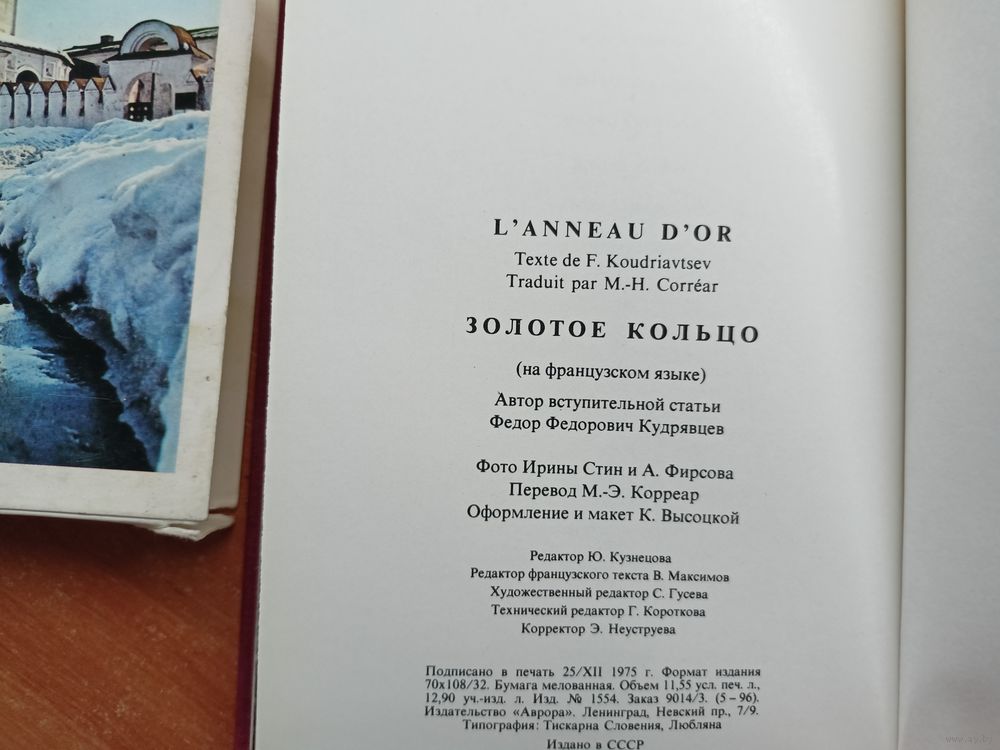 L'ANNEAU D'OR
Texte de F. Koudriavtsev
Traduit par M.-H. Corréar
ЗОЛОТОЕ КОЛЬЦО
(на французском языке)
Автор вступительной статьи
Федор Федорович Кудрявцев
Фото Ирины Стин и А. Фирсова
Перевод М.-Э. Корреар
Оформление и макет К. Высоцкой
Редактор Ю. Кузнецова
Редактор французского текста В. Максимов
Художественный редактор С. Гусева
Технический редактор Г. Короткова
Корректор Э. Неуструева
Подписано в печать 25/XII 1975 г. Формат издания
70x108/32. Бумага мелованная. Объем 11,55 усл. печ. л.,
12,90 уч.-изд. л. Изд. № 1554. Заказ 9014/3. (5 – 96).
Издательство «Аврора». Ленинград, Невский пр., 7/9.
Типография: Тискарна Словения, Любляна
Издано в СССР